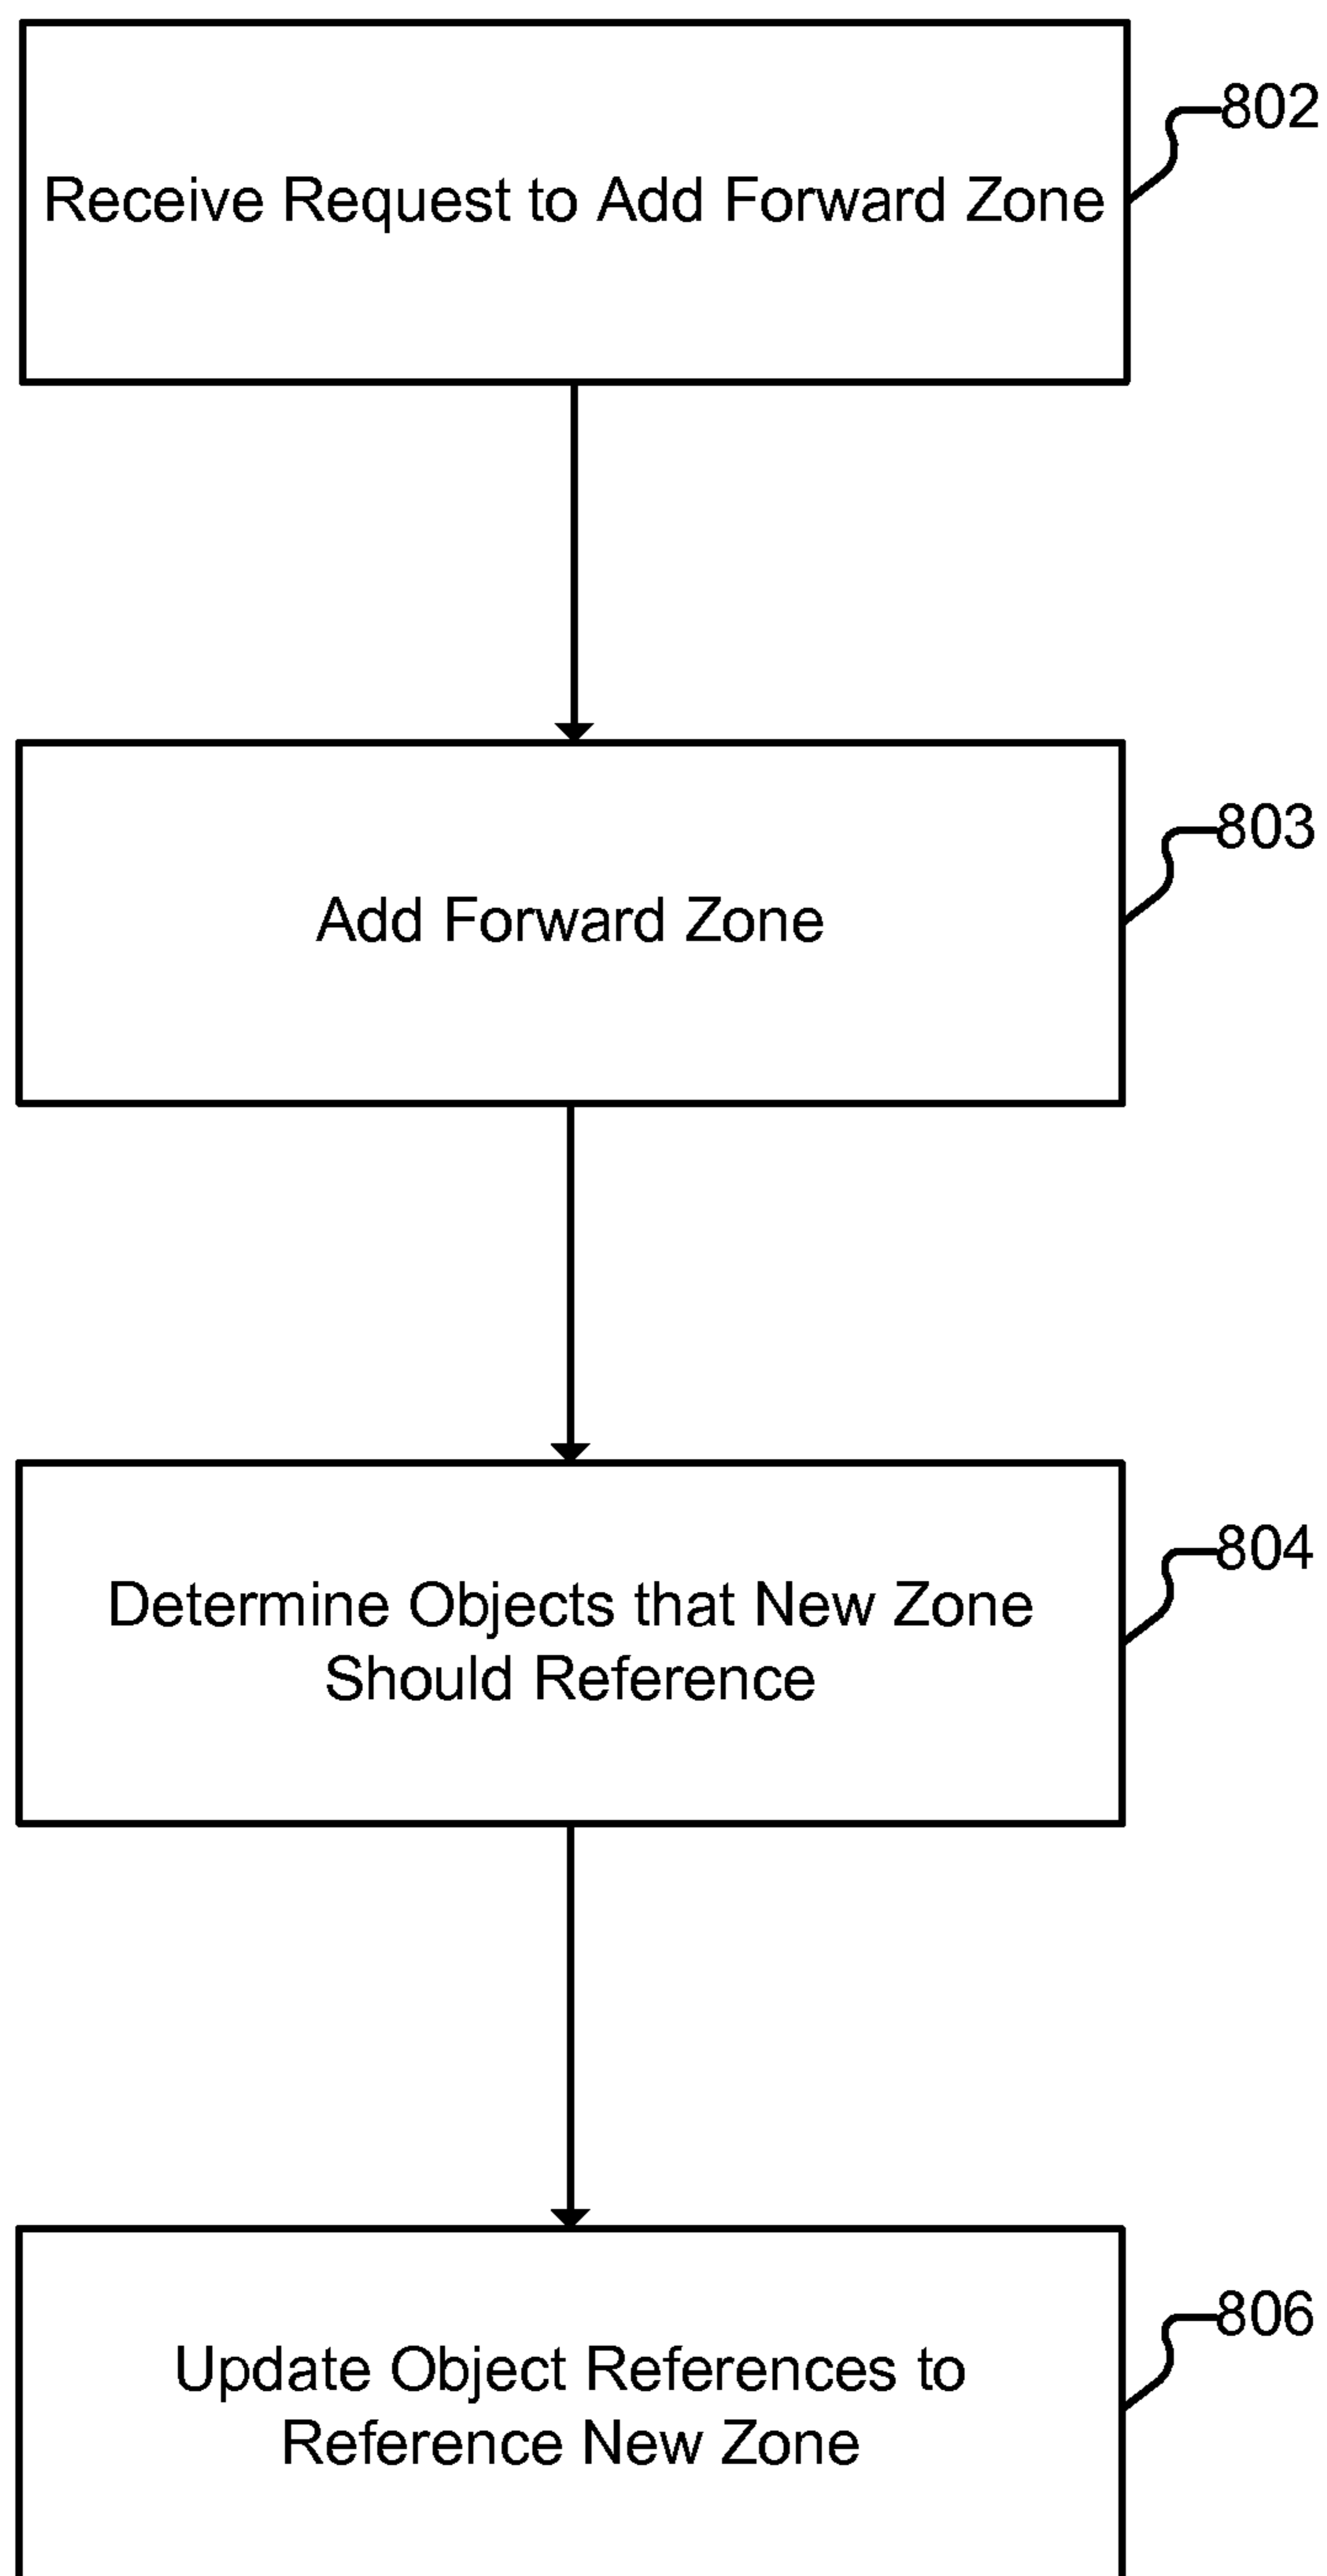 802
Receive Request to Add Forward Zone
803
Add Forward Zone
804
Determine Objects that New Zone
Should Reference
806
Update Object References to
Reference New Zone